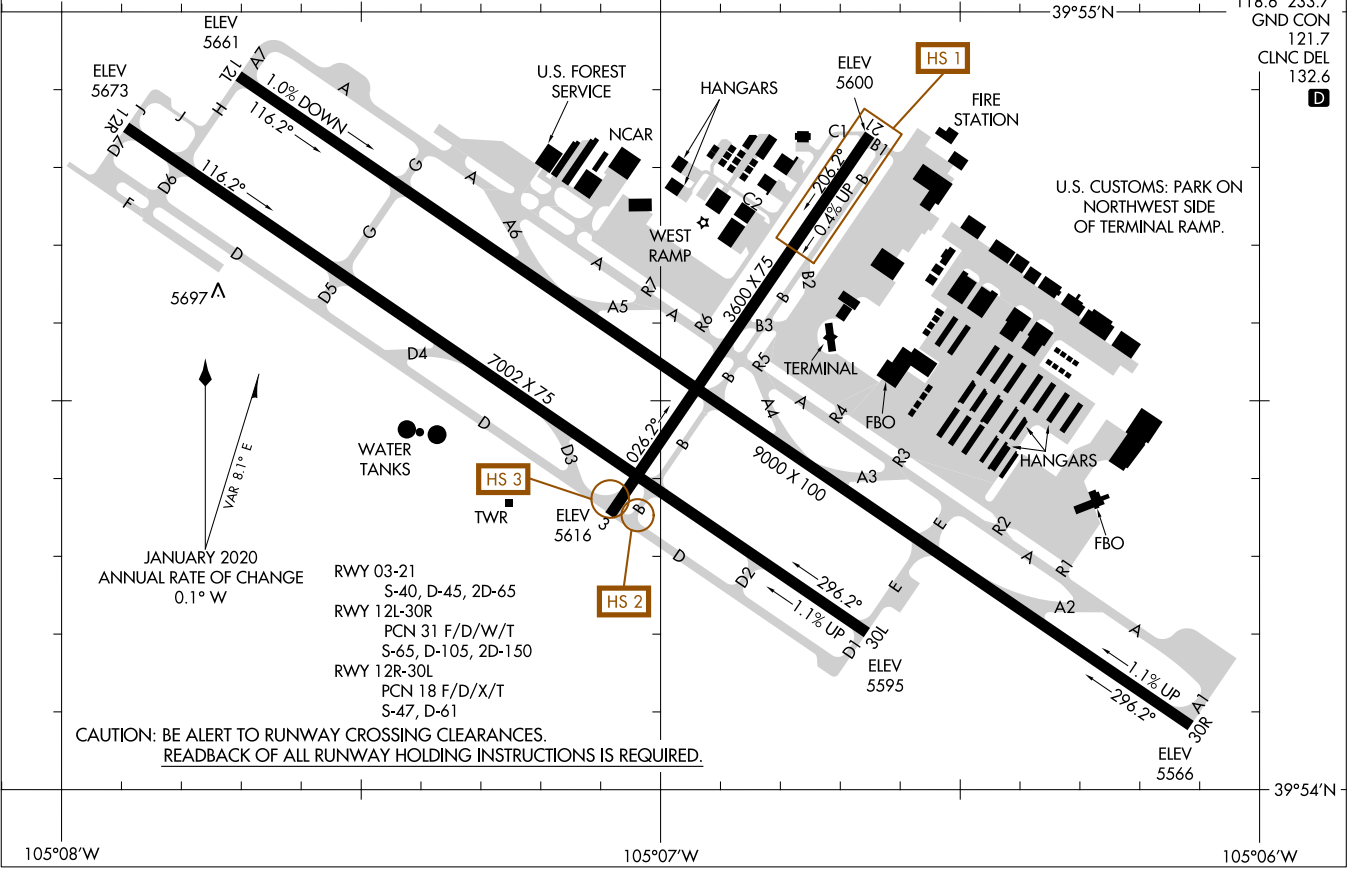 39°55'N
118.6 233.7
GND CON
121.7
CLNC DEL
132.6
D
ELEV
5661
ELEV
5673
12L
A7
A
1.0% DOWN
116.2°
12R
J
J
H
D7
D6
116.2°
F
D
G
G
A
A6
D5
5697
U.S. FOREST
SERVICE
NCAR
HANGARS
ELEV
5600
HS 1
FIRE
STATION
C1
21
B1
B
206.2°
0.4% UP
C2
WEST
RAMP
U.S. CUSTOMS: PARK ON
NORTHWEST SIDE
OF TERMINAL RAMP.
A
R7
A5
A
R6
3600 X 75
B2
B
B3
R5
TERMINAL
B
A4
A
R4
FBO
R3
HANGARS
FBO
D4
7002 X 75
D
D3
026.2°
B
9000 X 100
A3
VAR 8.1° E
WATER
TANKS
HS 3
TWR
ELEV
5616
3
B
HS 2
D
D2
E
E
R2
A
R1
A2
A
296.2°
1.1% UP
D1
30L
ELEV
5595
1.1% UP
296.2°
A1
30R
ELEV
5566
JANUARY 2020
ANNUAL RATE OF CHANGE
0.1° W
RWY 03-21
S-40, D-45, 2D-65
RWY 12L-30R
PCN 31 F/D/W/T
S-65, D-105, 2D-150
RWY 12R-30L
PCN 18 F/D/X/T
S-47, D-61
CAUTION: BE ALERT TO RUNWAY CROSSING CLEARANCES.
READBACK OF ALL RUNWAY HOLDING INSTRUCTIONS IS REQUIRED.
39°54'N
105°08'W
105°07'W
105°06'W